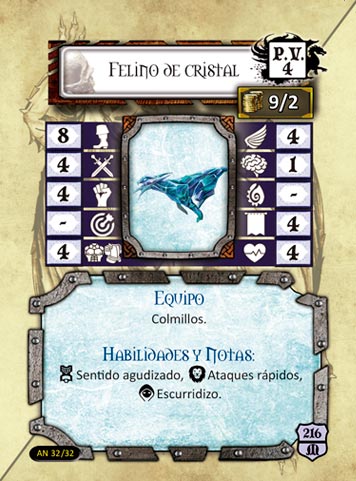 Felino de cristal
P.V.
4
9/2
8 4
4 1
4 -
- 4
4 4
Equipo
Colmillos.
Habilidades y Notas:
Sentido agudizado, Ataques rápidos,
Escurridizo.
AN 32/32
216
M